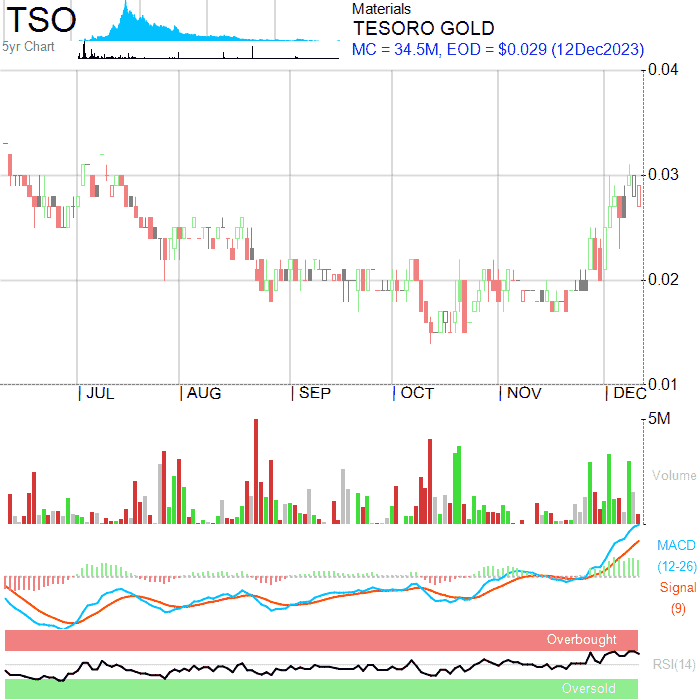 TSO
5yr Chart
Materials
TESORO GOLD
MC = 34.5M, EOD = $0.029 (12Dec2023)
0.04
0.03
0.02
0.01
JUL
AUG
SEP
OCT
NOV
DEC
5M
Volume
MACD
(12-26)
Signal
(9)
Overbought
RSI(14)
Oversold